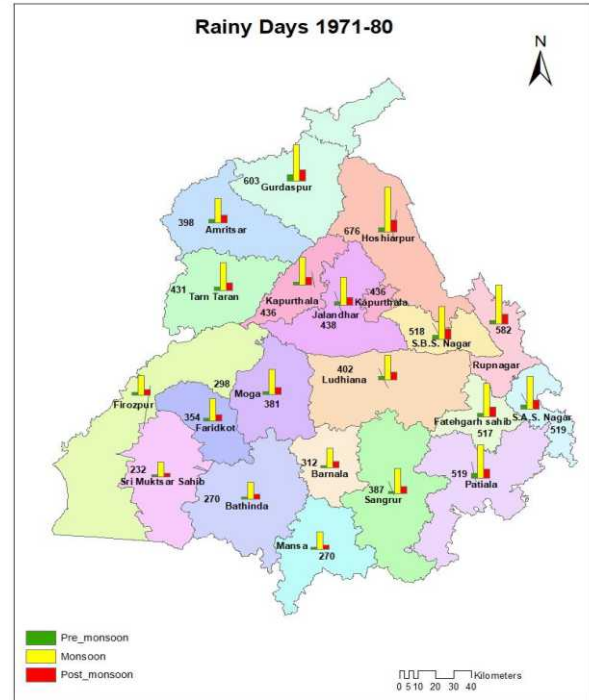 Rainy Days 1971-80
N
603
Gurdaspur
398
Amritsar
676
Hoshiarpur
431
Tarn Taran
Kapurthala
436
436
Kapurthala
Jalandhar
438
518
S.B.S. Nagar
582
Rupnagar
402
Ludhiana
298
Firozpur
Moga
381
354
Faridkot
Fatehgarh sahib
517
S.A.S. Nagar
519
232
Sri Muktsar Sahib
270
Bathinda
312
Barnala
387
Sangrur
519
Patiala
Mansa
270
Pre_monsoon
Monsoon
Post_monsoon
Kilometers
0 5 10 20 30 40